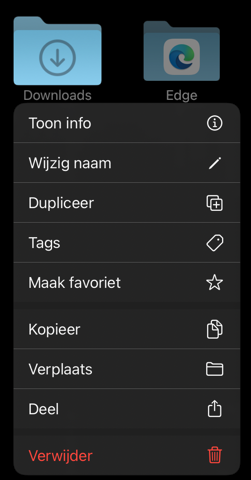 Downloads
Edge
Toon info
Wijzig naam
Dupliceer
Tags
Maak favoriet
Kopieer
Verplaats
Deel
Verwijder